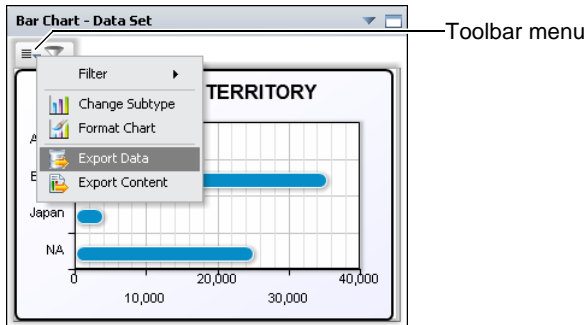 Bar Chart - Data Set
Toolbar menu
Filter
Change Subtype
Format Chart
Export Data
Export Content
TERRITORY
A
E
Japan
NA
0
20,000
40,000
10,000
30,000